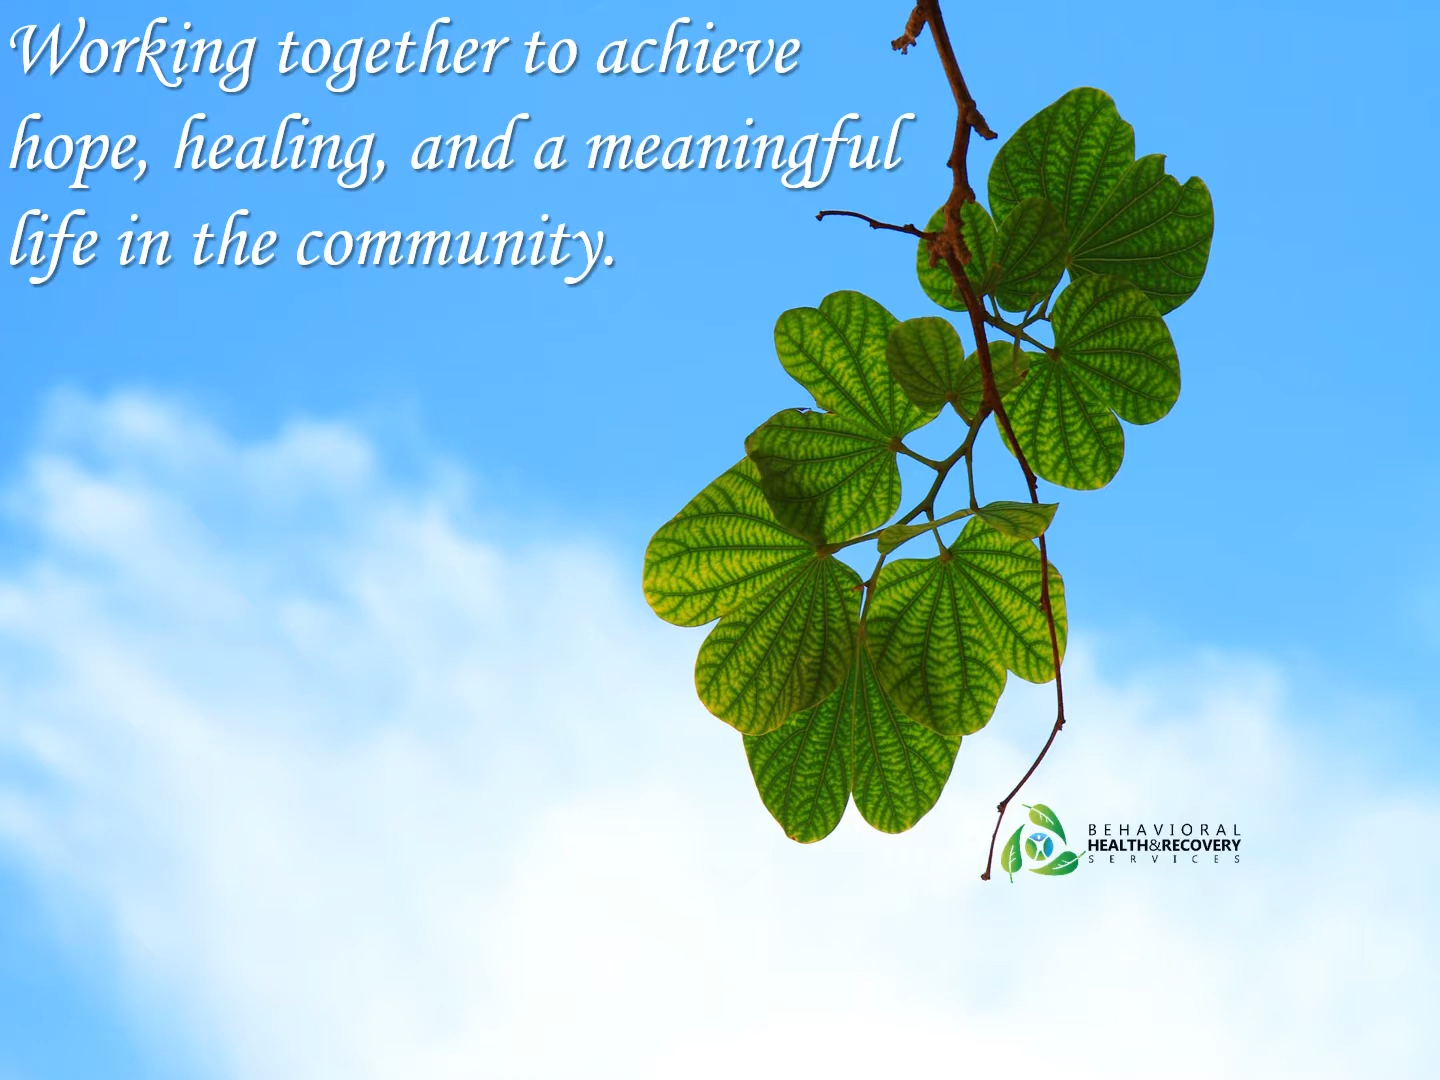 Working together to achieve
hope, healing, and a meaningful
life in the community.
BEHAVIORAL
HEALTH&RECOVERY
SERVICES